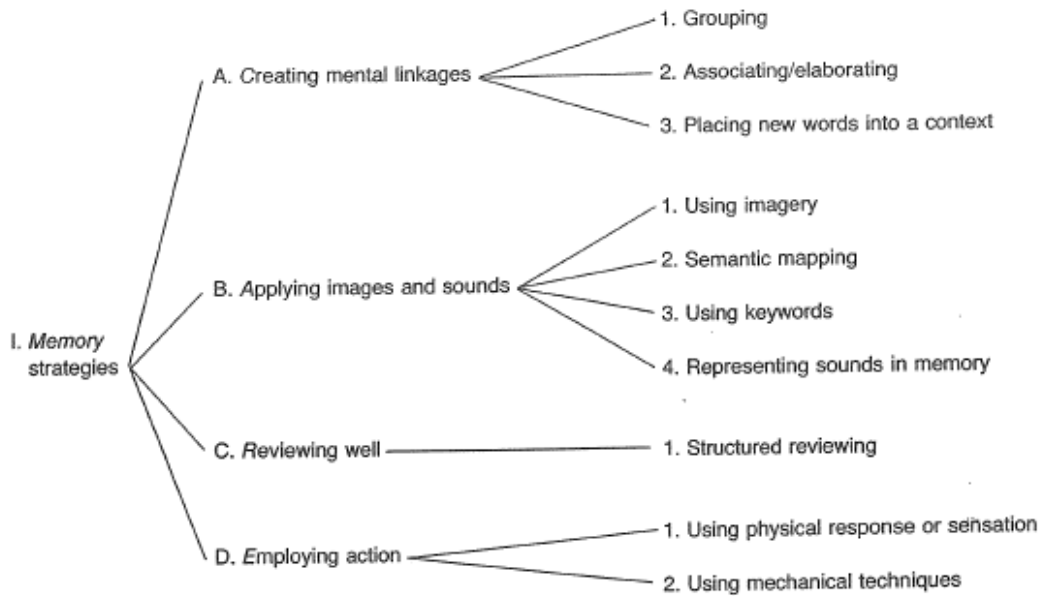 1. Grouping
A. Creating mental linkages
2. Associating/elaborating
3. Placing new words into a context
1. Using imagery
2. Semantic mapping
B. Applying images and sounds
3. Using keywords
I. Memory
strategies
4. Representing sounds in memory
C. Reviewing well
1. Structured reviewing
1. Using physical response or sensation
D. Employing action
2. Using mechanical techniques